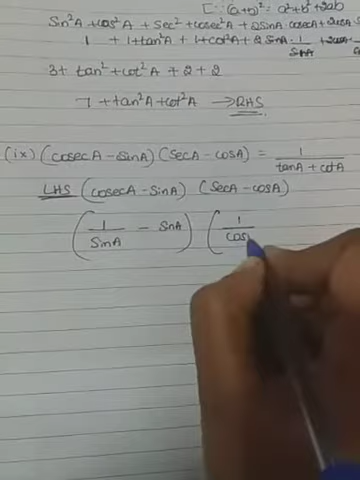 [∵ (a+b)² = a²+b²+2ab
Sin²A + cos²A + Sec² + cosec²A + 2SinA · cosecA +
1 + 1+tan²A + 1+cot²A + 2 SinA · 1/SinA
3+ tan²A + cot²A + 2 + 2
7 + tan²A + cot²A → RHS
(ix) (cosecA - sinA) (SecA - cosA) = 1/(tanA + cotA)
LHS (cosecA - SinA) (SecA - cosA)
(1/SinA - SinA) (1/cos